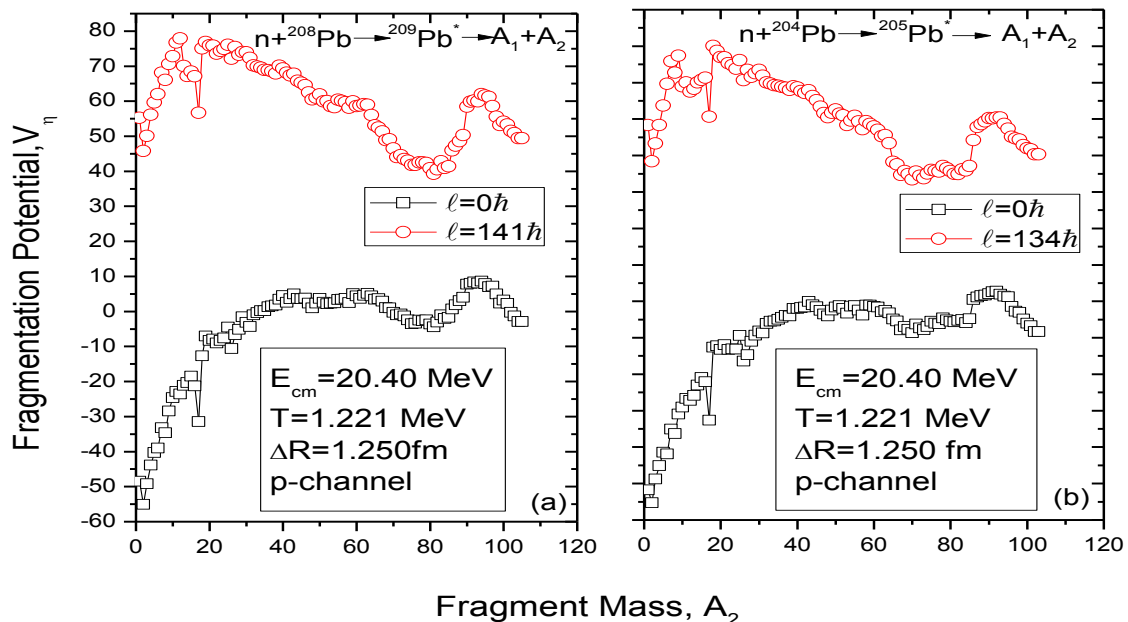 Fragmentation Potential,V_η
n+²⁰⁸Pb→²⁰⁹Pb*→A₁+A₂
80
70
60
50
40
30
20
10
0
-10
-20
-30
-40
-50
-60
ℓ=0ħ
ℓ=141ħ
E_cm=20.40 MeV
T=1.221 MeV
ΔR=1.250fm
p-channel
(a)
0 20 40 60 80 100 120
n+²⁰⁴Pb→²⁰⁵Pb*→A₁+A₂
ℓ=0ħ
ℓ=134ħ
E_cm=20.40 MeV
T=1.221 MeV
ΔR=1.250 fm
p-channel
(b)
0 20 40 60 80 100 120
Fragment Mass, A₂